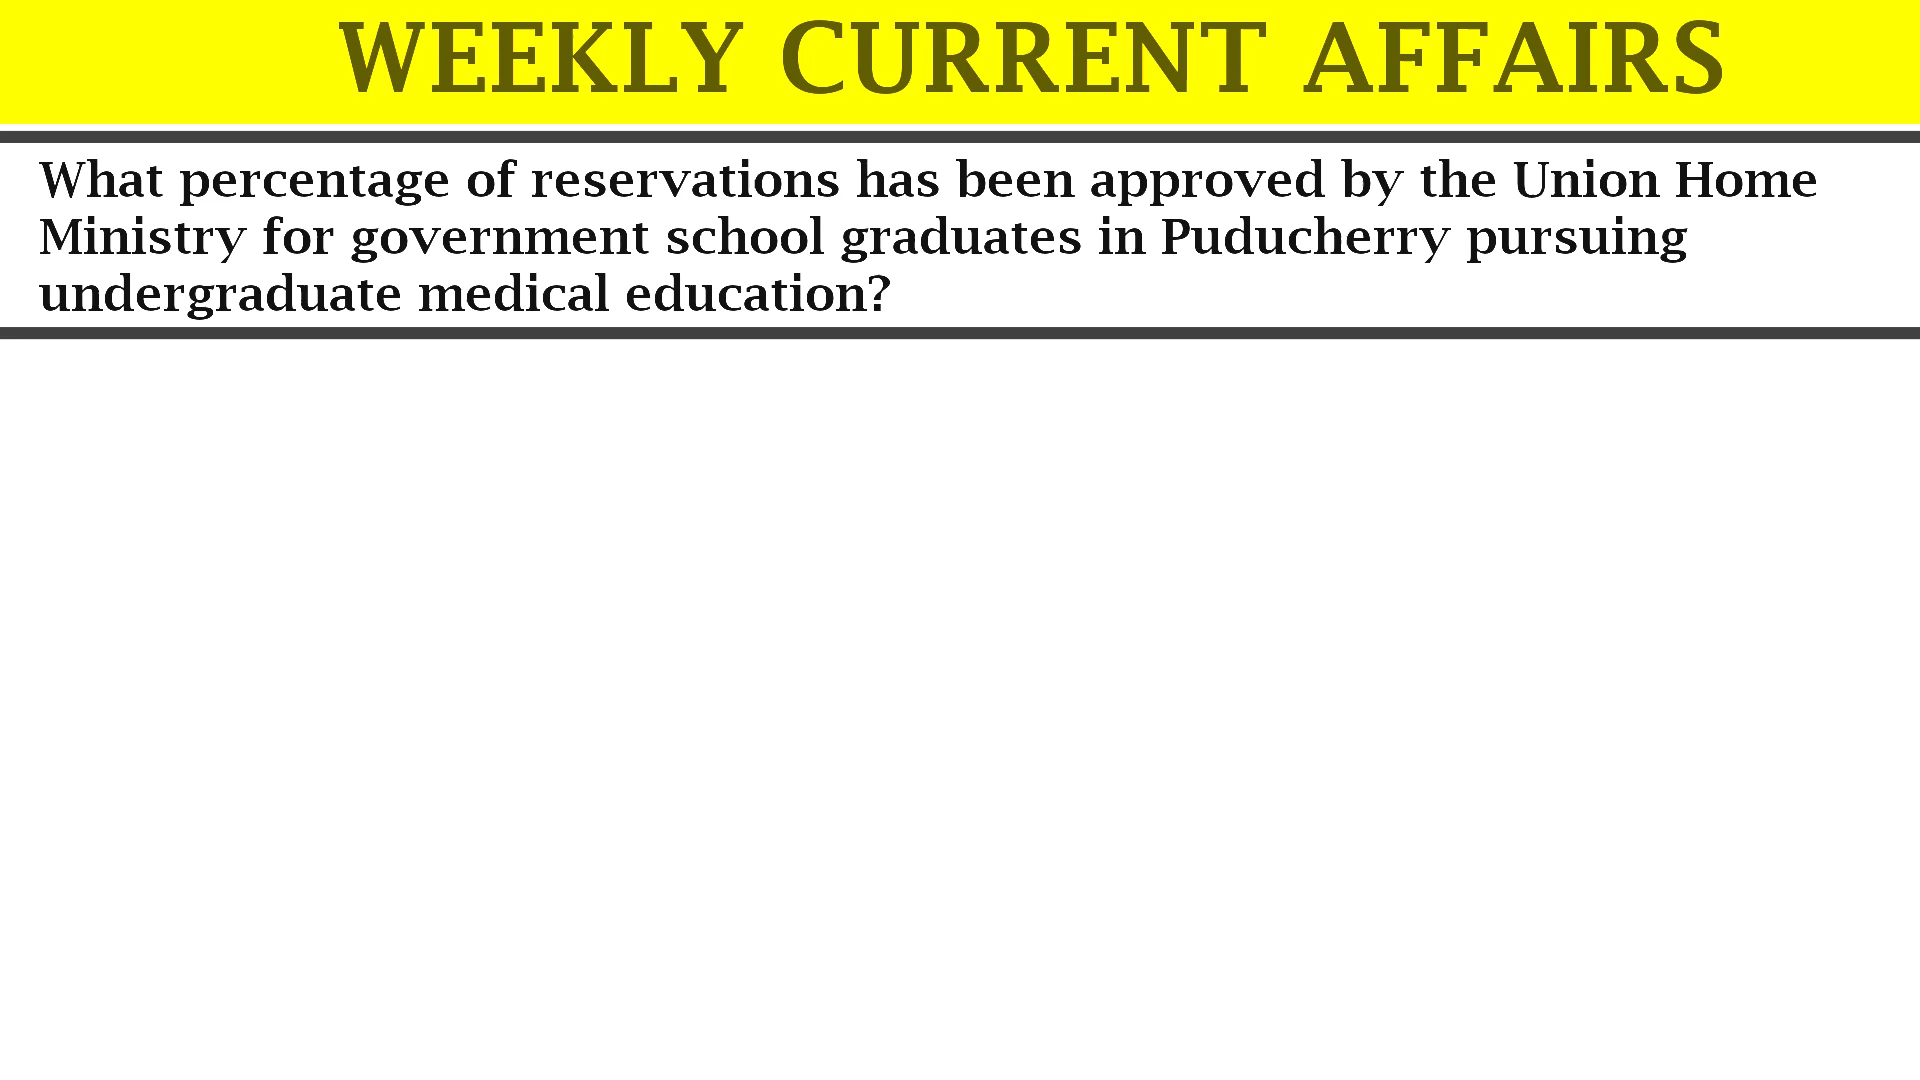 WEEKLY CURRENT AFFAIRS
What percentage of reservations has been approved by the Union Home
Ministry for government school graduates in Puducherry pursuing
undergraduate medical education?